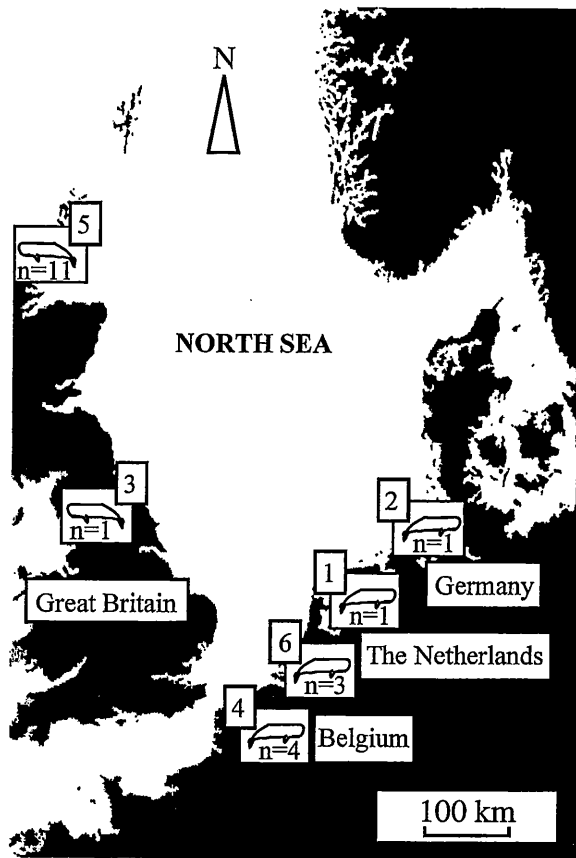 N
5
n=11
NORTH SEA
3
n=1
2
n=1
Great Britain
1
n=1
Germany
6
n=3
The Netherlands
4
n=4
Belgium
100 km